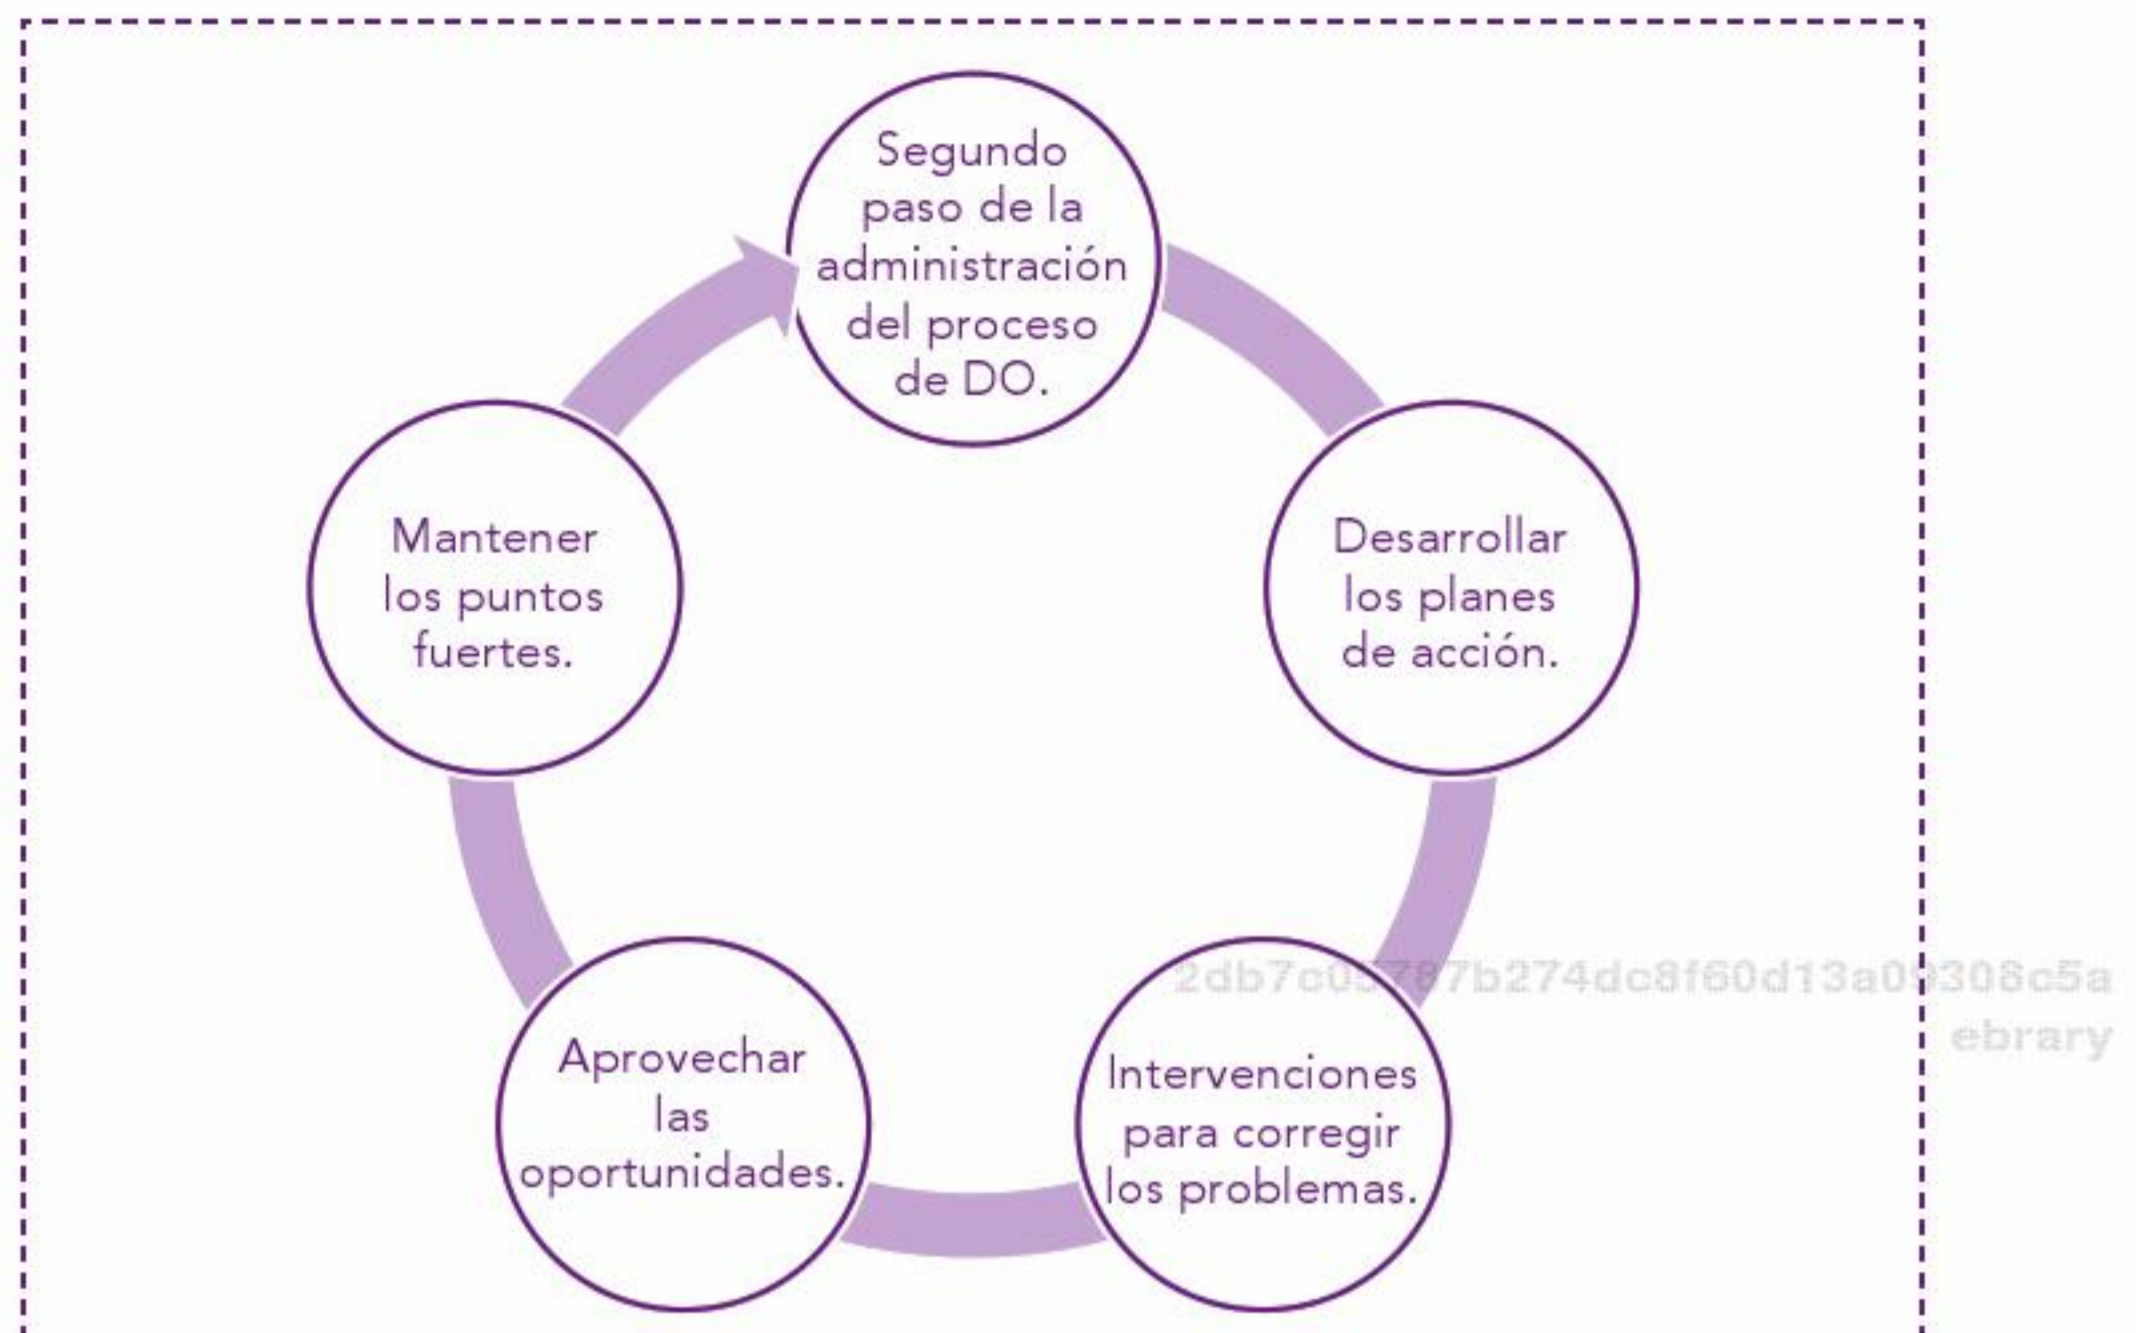 Segundo
paso de la
administración
del proceso
de DO.
Desarrollar
los planes
de acción.
Intervenciones
para corregir
los problemas.
Aprovechar
las
oportunidades.
Mantener
los puntos
fuertes.
2db7c05787b274dc8f60d13a09308c5a
ebrary